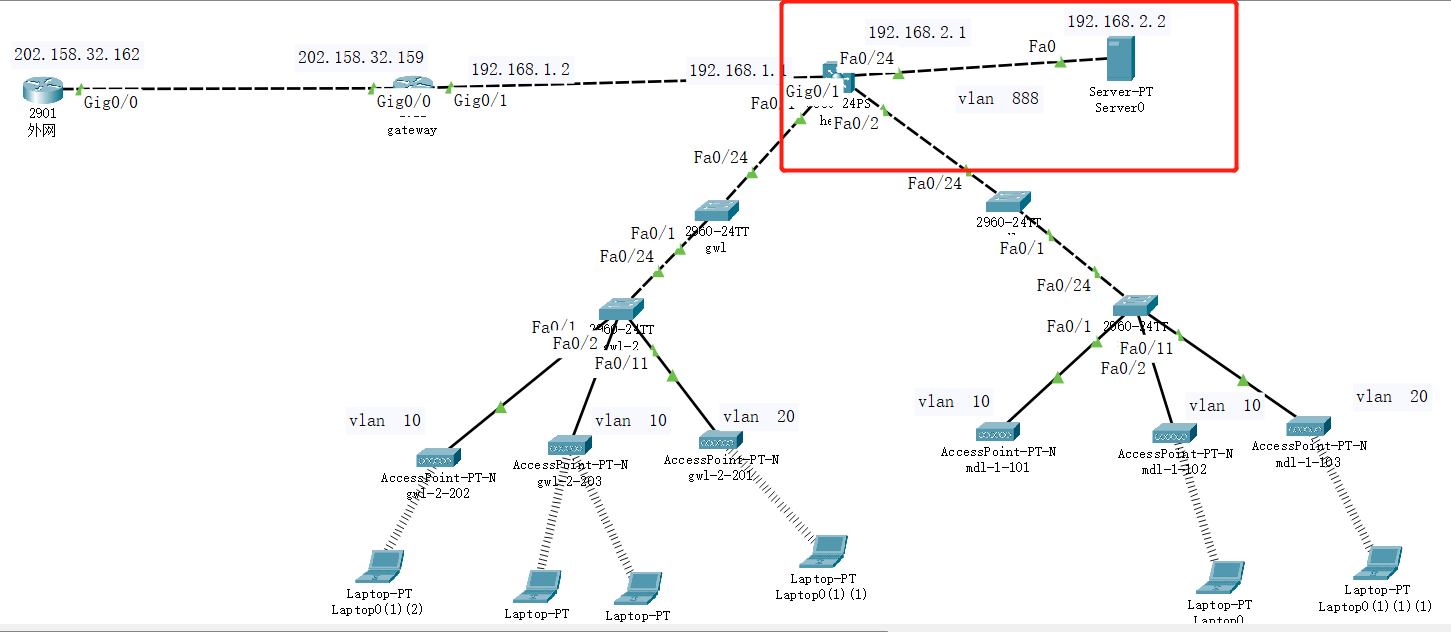 192.168.2.2
192.168.2.1
202.158.32.162
202.158.32.159
Fa0/24
Fa0
192.168.1.2
192.168.1.1
Gig0/0
Gig0/0
Gig0/1
Gig0/1
2901
外网
gateway
Server-PT
Server0
vlan 888
24PS
Fa0/2
Fa0/24
Fa0/24
2960-24TT
gwl
Fa0/1
Fa0/24
2960-24TT
Fa0/1
Fa0/24
2960-24TT
gwl-2
Fa0/1
Fa0/2
Fa0/11
2960-24TT
Fa0/1
Fa0/11
Fa0/2
vlan 10
vlan 10
vlan 20
vlan 10
vlan 10
vlan 20
AccessPoint-PT-N
gwl-2-202
AccessPoint-PT-N
gwl-2-203
AccessPoint-PT-N
gwl-2-201
AccessPoint-PT-N
mdl-1-101
AccessPoint-PT-N
mdl-1-102
AccessPoint-PT-N
mdl-1-103
Laptop-PT
Laptop0(1)(2)
Laptop-PT
Laptop-PT
Laptop-PT
Laptop0(1)(1)
Laptop-PT
Laptop0
Laptop-PT
Laptop0(1)(1)(1)